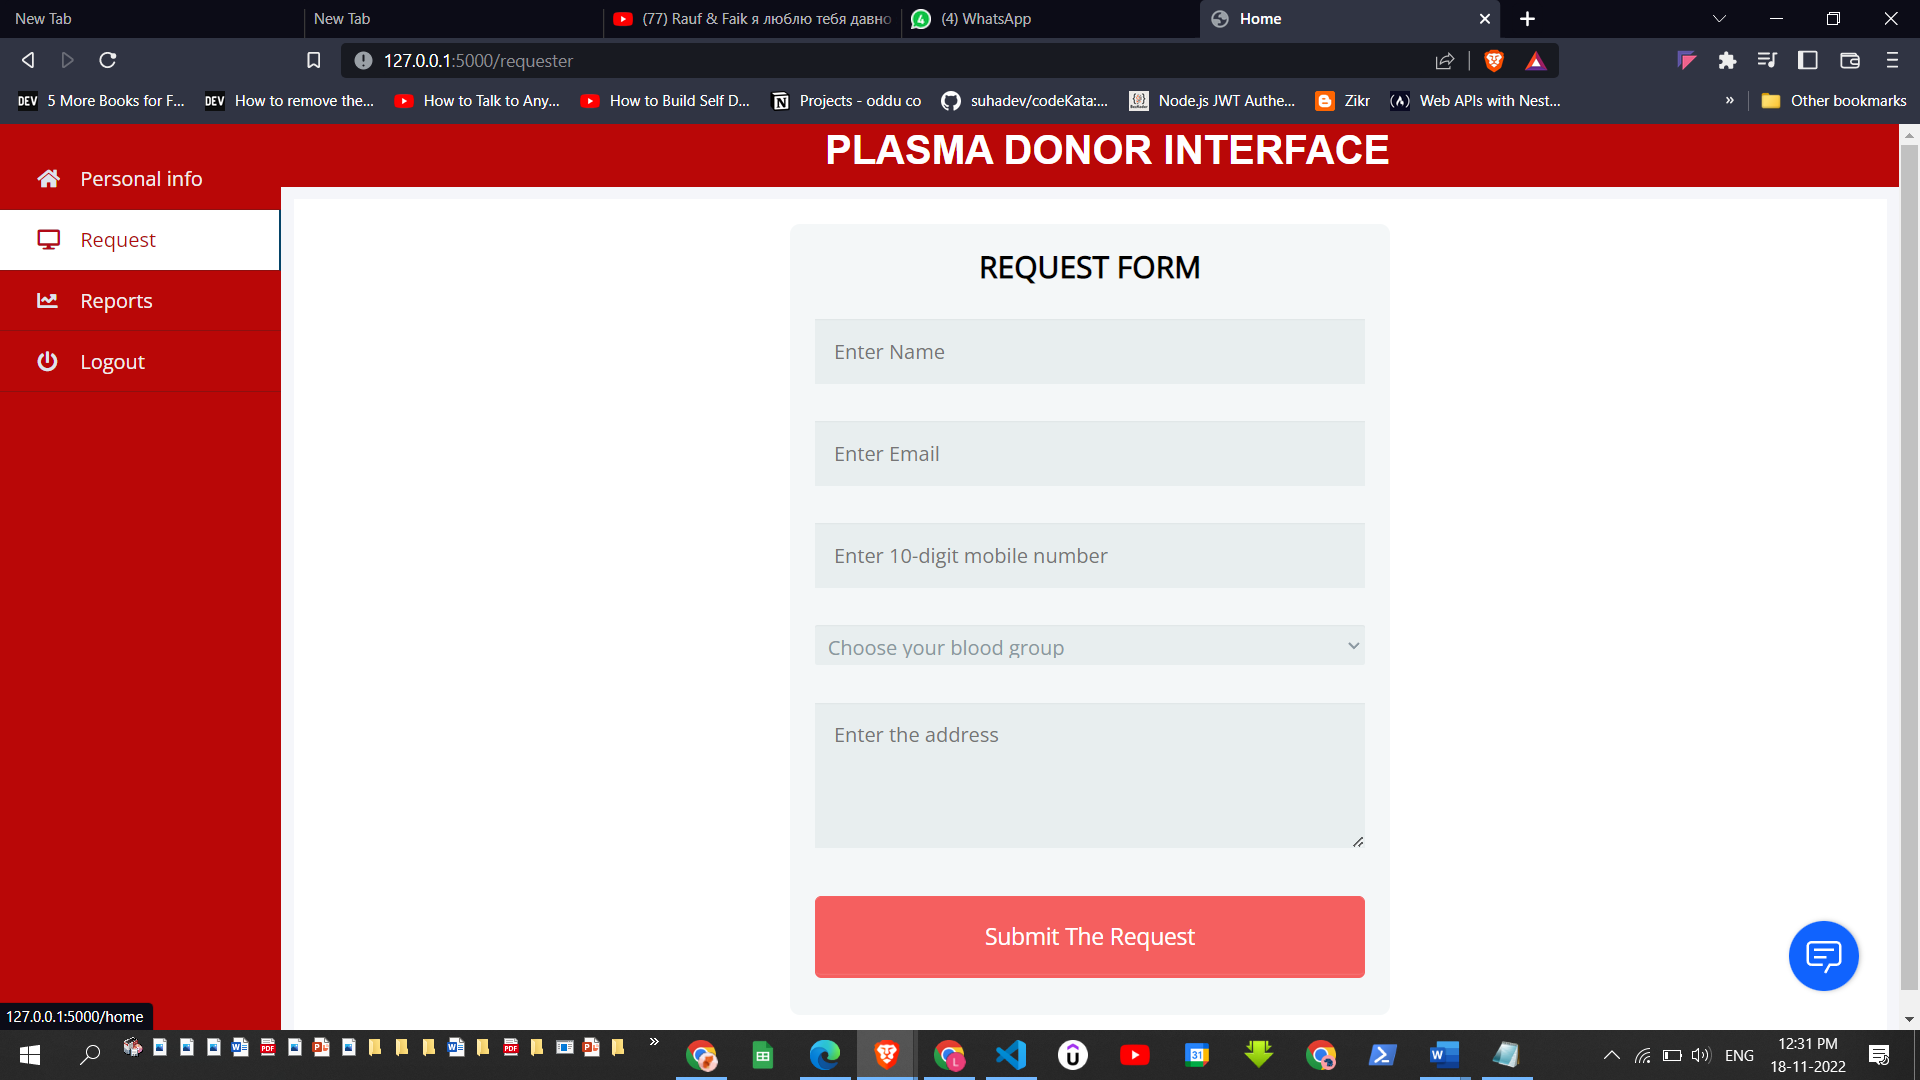 New Tab
New Tab
(77) Rauf & Faik я люблю тебя давно
(4) WhatsApp
Home
127.0.0.1:5000/requester
DEV 5 More Books for F...
DEV How to remove the...
How to Talk to Any...
How to Build Self D...
Projects - oddu co
suhadev/codeKata:...
Node.js JWT Authe...
Zikr
Web APIs with Nest...
»
Other bookmarks
PLASMA DONOR INTERFACE
Personal info
Request
Reports
Logout
REQUEST FORM
Enter Name
Enter Email
Enter 10-digit mobile number
Choose your blood group
Enter the address
Submit The Request
127.0.0.1:5000/home
ENG
12:31 PM
18-11-2022